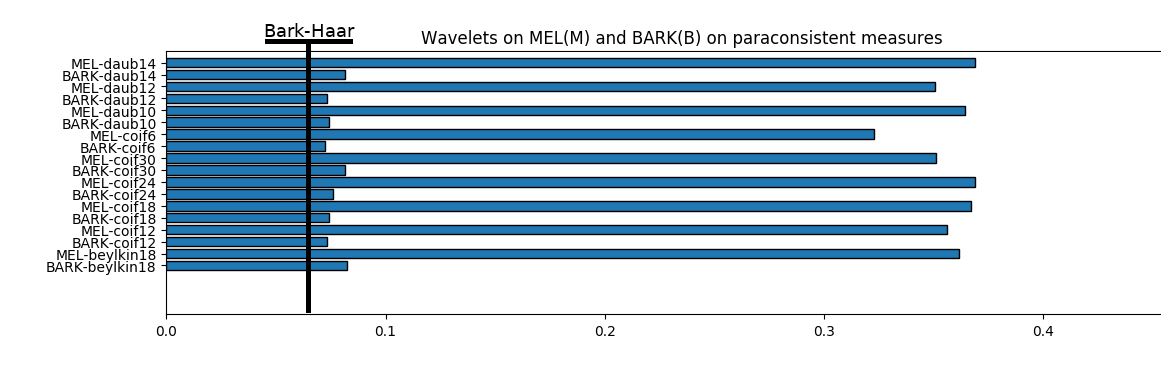 Bark-Haar
Wavelets on MEL(M) and BARK(B) on paraconsistent measures
MEL-daub14
BARK-daub14
MEL-daub12
BARK-daub12
MEL-daub10
BARK-daub10
MEL-coif6
BARK-coif6
MEL-coif30
BARK-coif30
MEL-coif24
BARK-coif24
MEL-coif18
BARK-coif18
MEL-coif12
BARK-coif12
MEL-beylkin18
BARK-beylkin18
0.0 0.1 0.2 0.3 0.4